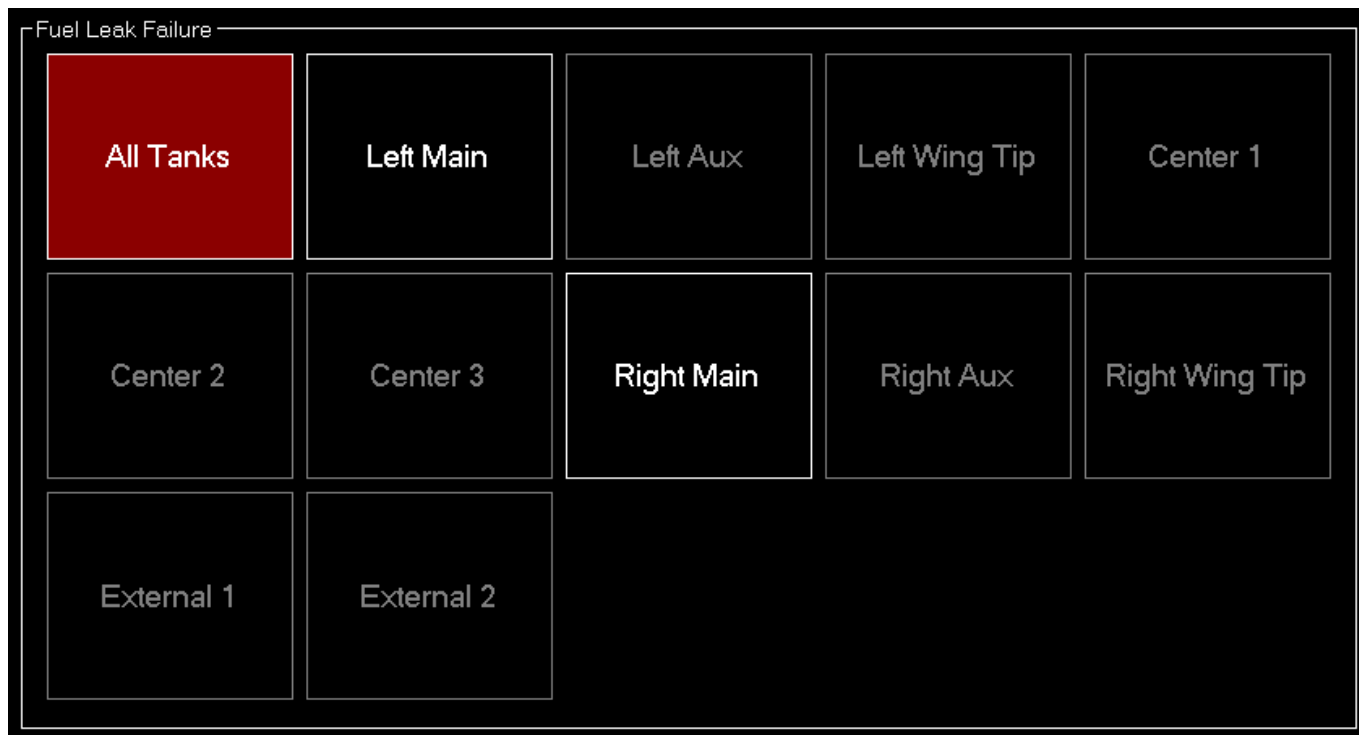 Fuel Leak Failure
All Tanks
Left Main
Left Aux
Left Wing Tip
Center 1
Center 2
Center 3
Right Main
Right Aux
Right Wing Tip
External 1
External 2